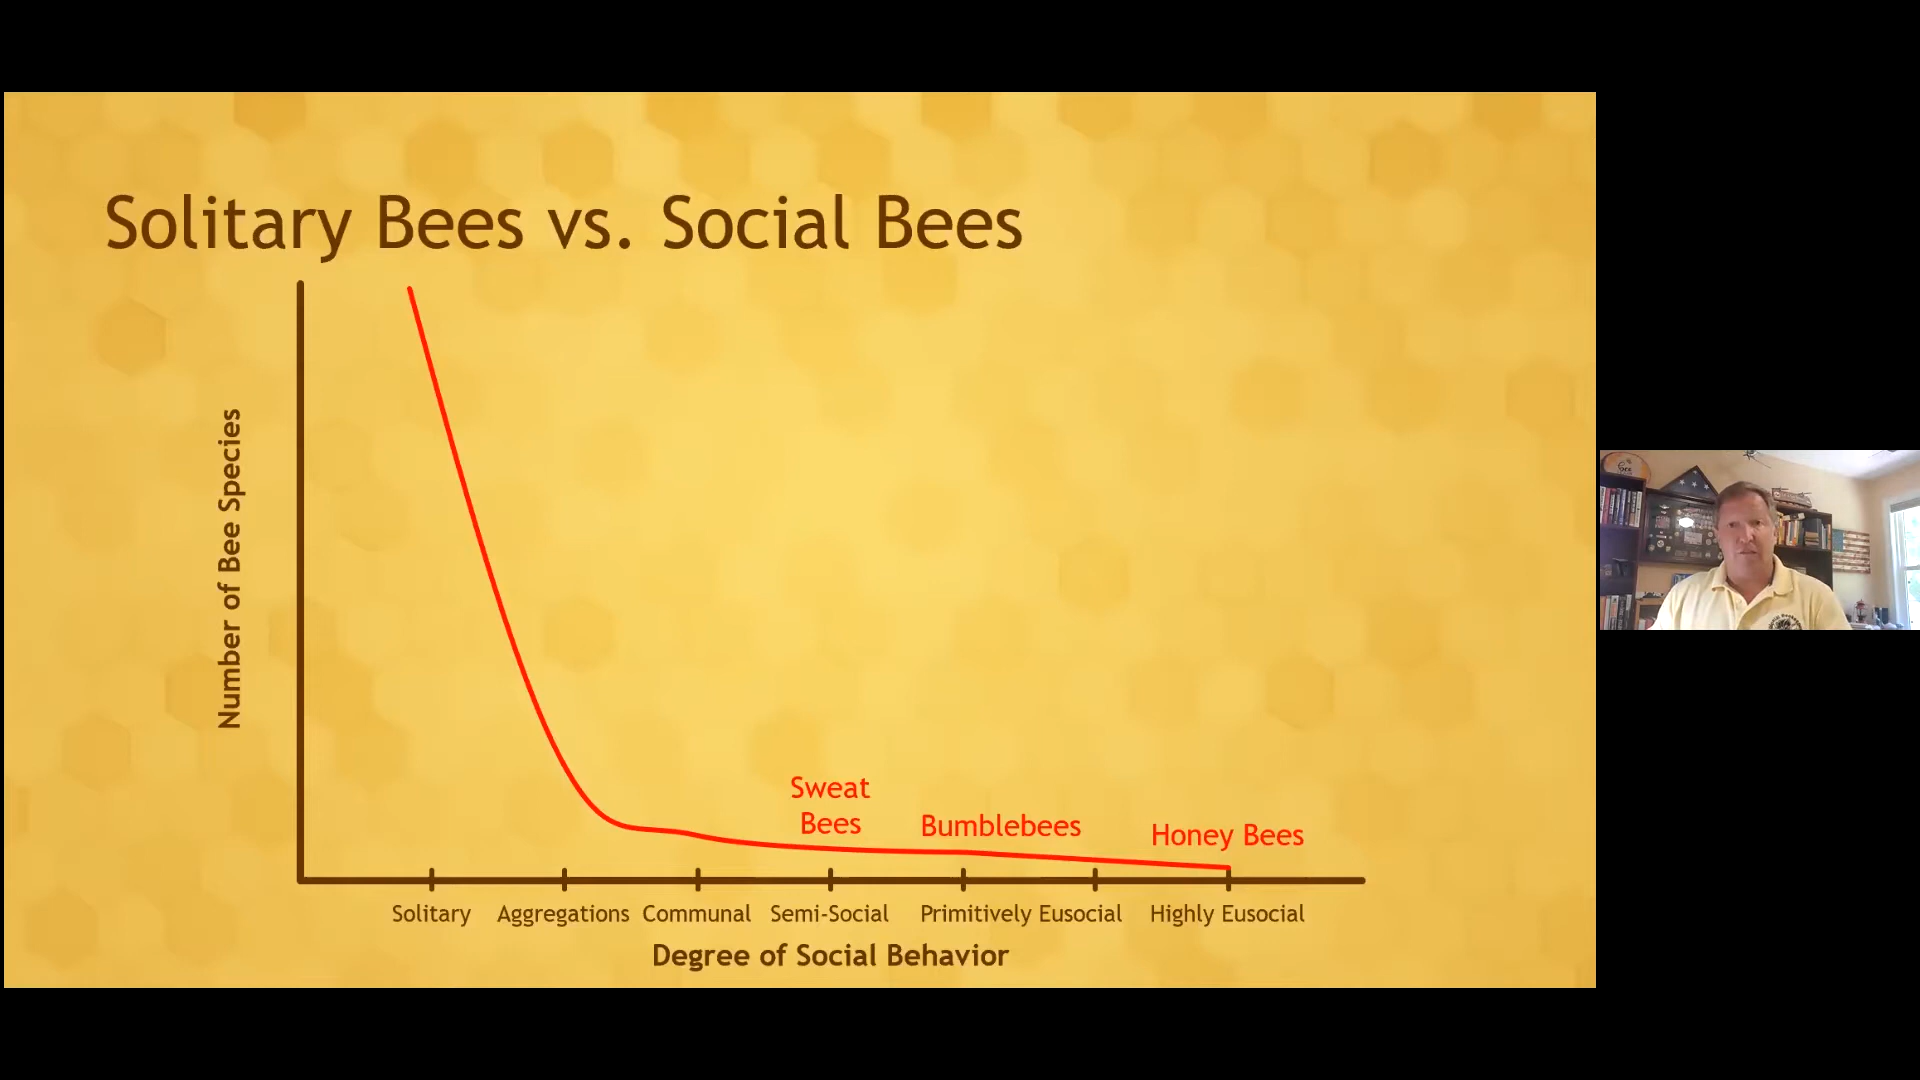 Solitary Bees vs. Social Bees
Number of Bee Species
Sweat
Bees
Bumblebees
Honey Bees
Solitary
Aggregations
Communal
Semi-Social
Primitively Eusocial
Highly Eusocial
Degree of Social Behavior